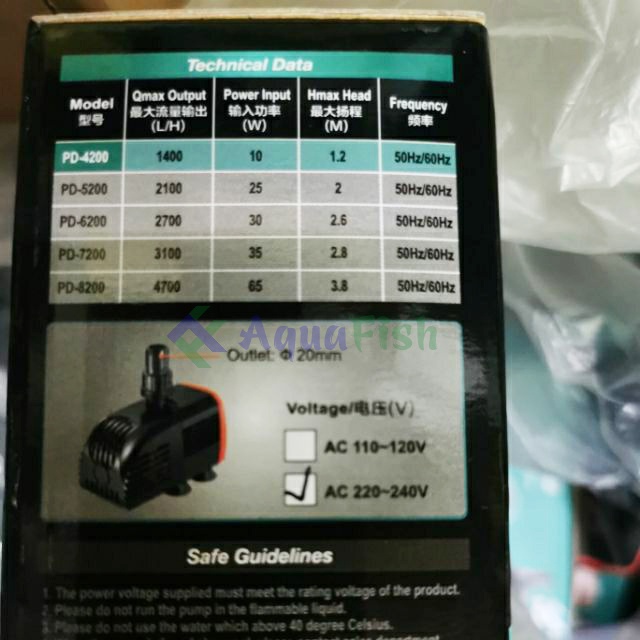 Technical Data
Model Qmax Output Power Input Hmax Head Frequency
型号 最大流量输出 输入功率 最大扬程 频率
(L/H) (W) (M)
PD-4200 1400 10 1.2 50Hz/60Hz
PD-5200 2100 25 2 50Hz/60Hz
PD-6200 2700 30 2.6 50Hz/60Hz
PD-7200 3100 35 2.8 50Hz/60Hz
PD-8200 4700 65 3.8 50Hz/60Hz
AquaFish
Outlet: Φ 20mm
Voltage/电压(V)
AC 110~120V
AC 220~240V
Safe Guidelines
1. The power voltage supplied must meet the rating voltage of the product.
2. Please do not run the pump in the flammable liquid.
3. Please do not use the water which above 40 degree Celsius.